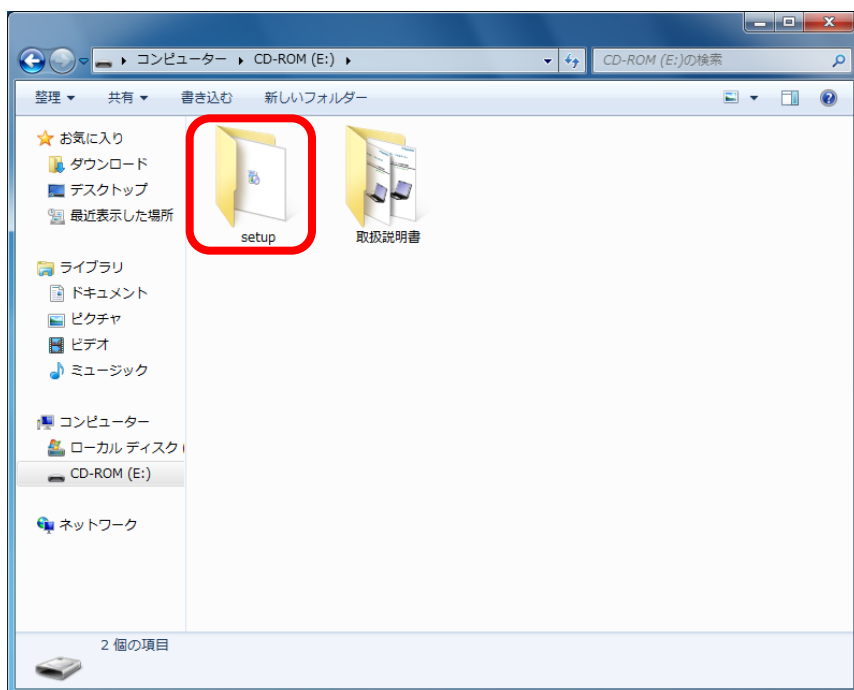 コンピューター ▸ CD-ROM (E:) ▸
CD-ROM (E:)の検索
整理 ▼ 共有 ▼ 書き込む 新しいフォルダー
お気に入り
ダウンロード
デスクトップ
最近表示した場所
ライブラリ
ドキュメント
ピクチャ
ビデオ
ミュージック
コンピューター
ローカル ディスク (
CD-ROM (E:)
ネットワーク
setup
取扱説明書
2 個の項目